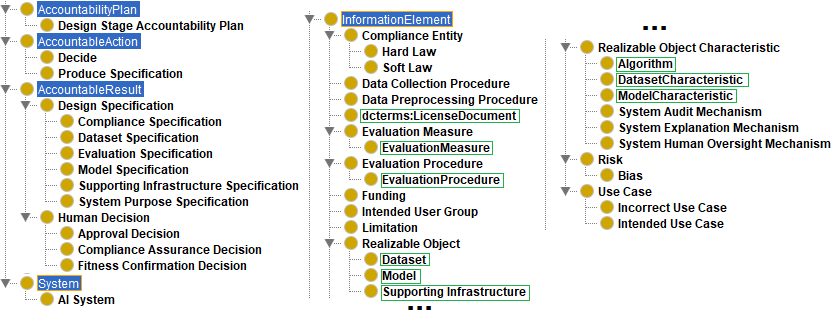 AccountabilityPlan
Design Stage Accountability Plan
AccountableAction
Decide
Produce Specification
AccountableResult
Design Specification
Compliance Specification
Dataset Specification
Evaluation Specification
Model Specification
Supporting Infrastructure Specification
System Purpose Specification
Human Decision
Approval Decision
Compliance Assurance Decision
Fitness Confirmation Decision
System
AI System
InformationElement
Compliance Entity
Hard Law
Soft Law
Data Collection Procedure
Data Preprocessing Procedure
dcterms:LicenseDocument
Evaluation Measure
EvaluationMeasure
Evaluation Procedure
EvaluationProcedure
Funding
Intended User Group
Limitation
Realizable Object
Dataset
Model
Supporting Infrastructure
...
...
Realizable Object Characteristic
Algorithm
DatasetCharacteristic
ModelCharacteristic
System Audit Mechanism
System Explanation Mechanism
System Human Oversight Mechanism
Risk
Bias
Use Case
Incorrect Use Case
Intended Use Case